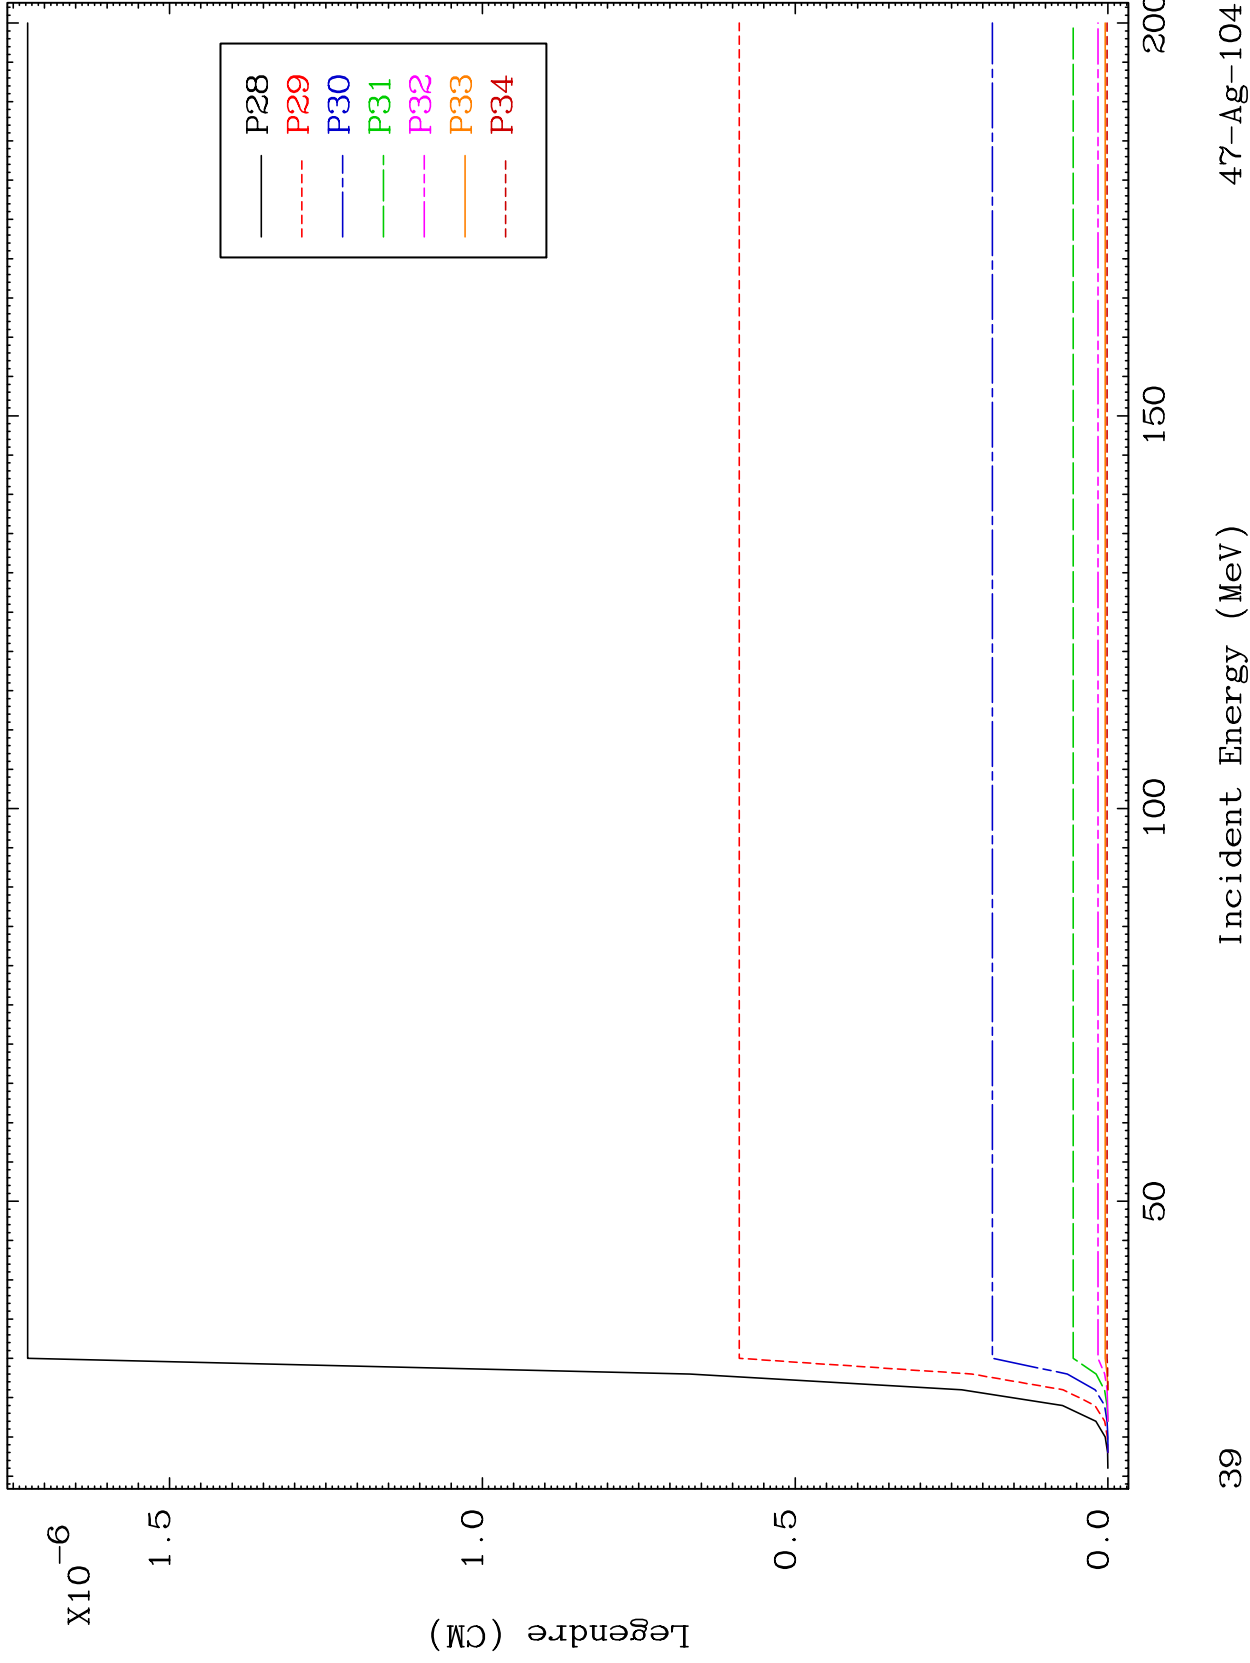 X10−6
1.5
1.0
0.5
0.0
Legendre (CM)
P28
P29
P30
P31
P32
P33
P34
50
100
150
200
Incident Energy (MeV)
39
47-Ag-104